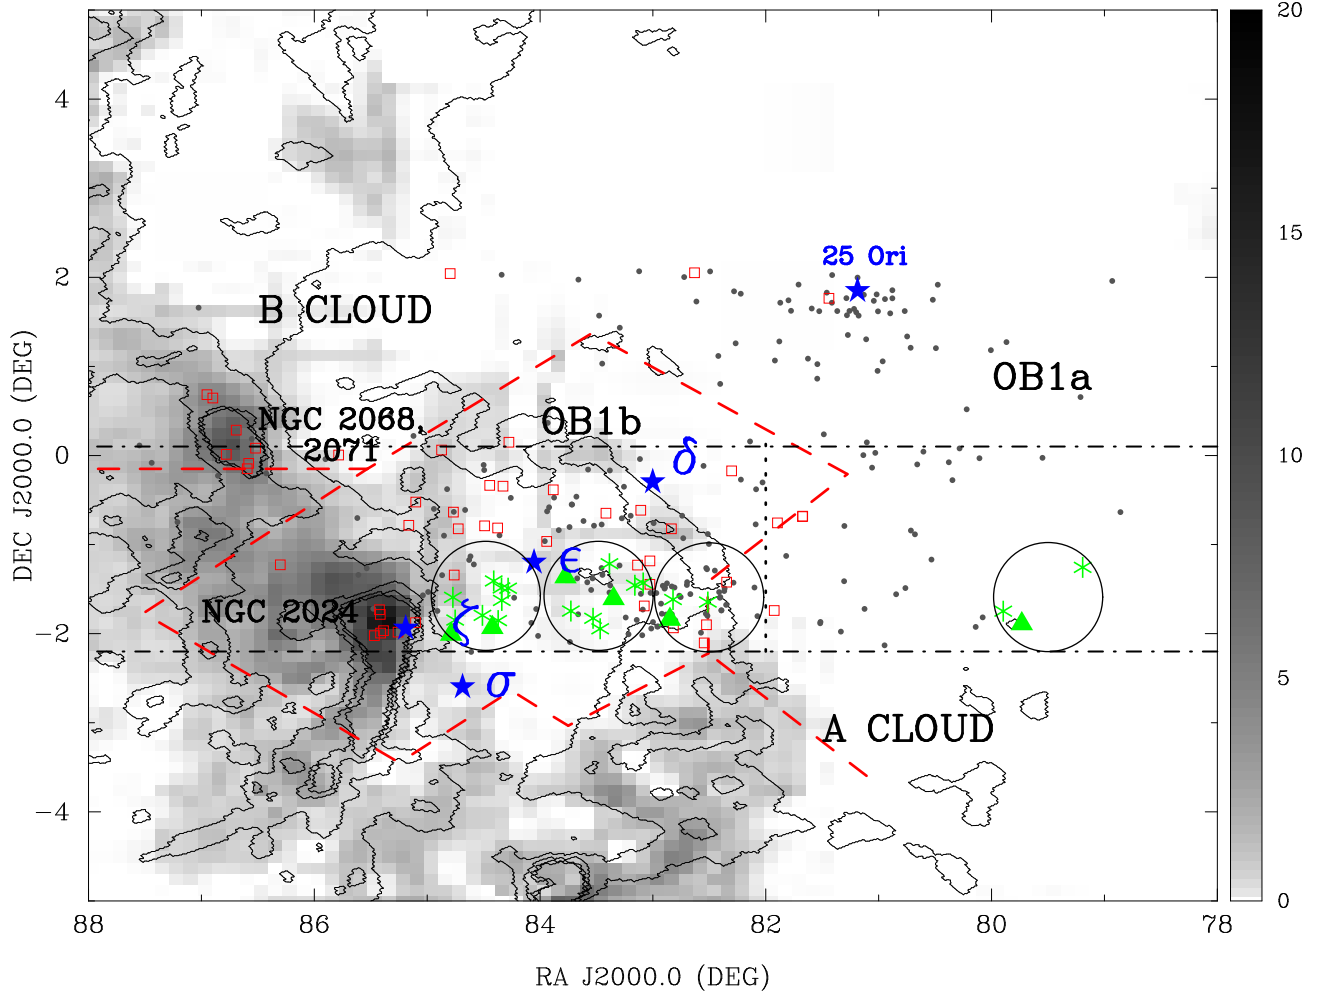 20
4
15
25 Ori
2
B CLOUD
OB1a
NGC 2068,
2071
OB1b
δ
0
10
DEC J2000.0 (DEG)
ϵ
NGC 2024
ζ
−2
σ
5
A CLOUD
−4
0
88
86
84
82
80
78
RA J2000.0 (DEG)